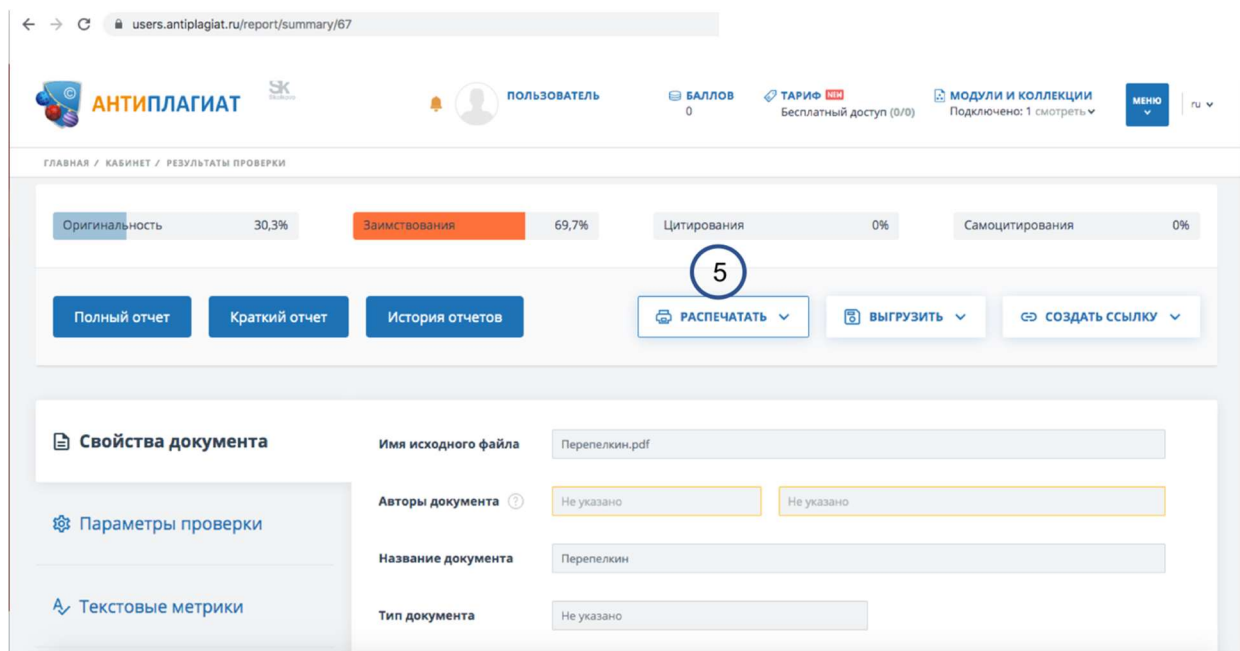 users.antiplagiat.ru/report/summary/67
АНТИПЛАГИАТ
Sk
ПОЛЬЗОВАТЕЛЬ
БАЛЛОВ
0
ТАРИФ NEW
Бесплатный доступ (0/0)
МОДУЛИ И КОЛЛЕКЦИИ
Подключено: 1 смотреть
МЕНЮ
ru
ГЛАВНАЯ / КАБИНЕТ / РЕЗУЛЬТАТЫ ПРОВЕРКИ
Оригинальность 30,3%
Заимствования 69,7%
Цитирования 0%
Самоцитирования 0%
5
Полный отчет
Краткий отчет
История отчетов
РАСПЕЧАТАТЬ
ВЫГРУЗИТЬ
СОЗДАТЬ ССЫЛКУ
Свойства документа
Параметры проверки
Текстовые метрики
Имя исходного файла Перепелкин.pdf
Авторы документа ? Не указано Не указано
Название документа Перепелкин
Тип документа Не указано